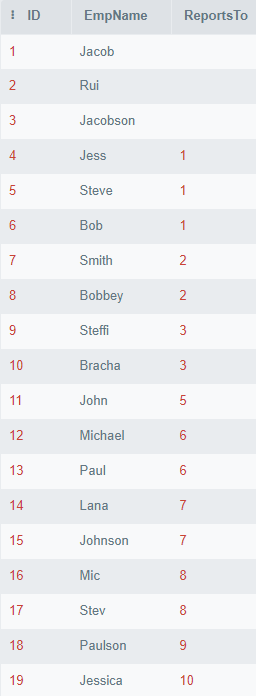 ⋮ ID EmpName ReportsTo
1 Jacob
2 Rui
3 Jacobson
4 Jess 1
5 Steve 1
6 Bob 1
7 Smith 2
8 Bobbey 2
9 Steffi 3
10 Bracha 3
11 John 5
12 Michael 6
13 Paul 6
14 Lana 7
15 Johnson 7
16 Mic 8
17 Stev 8
18 Paulson 9
19 Jessica 10